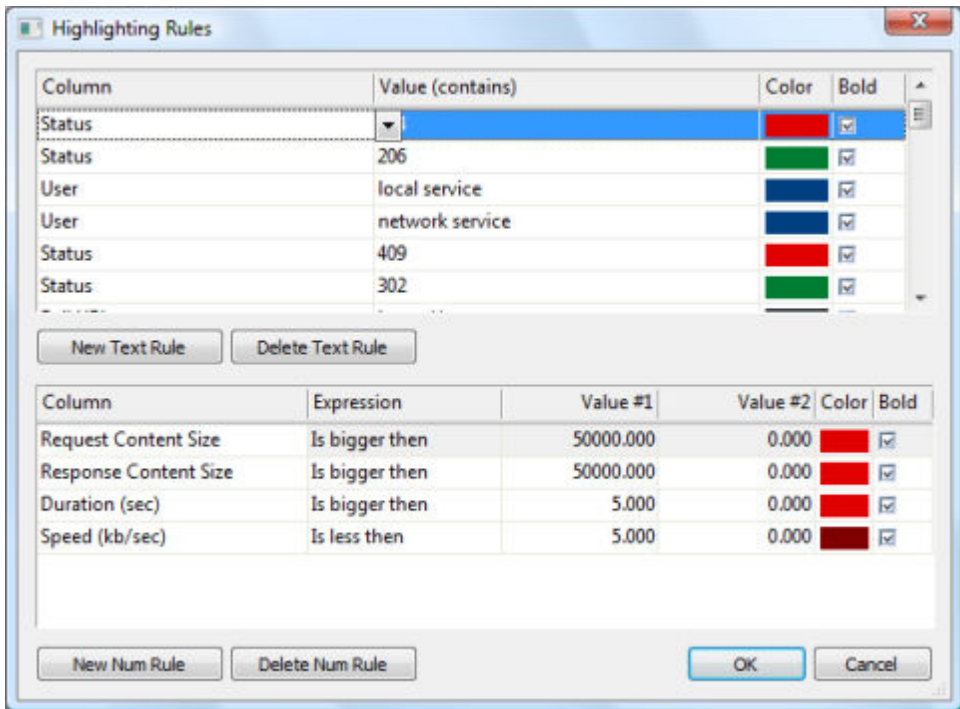 Highlighting Rules
Column Value (contains) Color Bold
Status
Status 206
User local service
User network service
Status 409
Status 302
New Text Rule Delete Text Rule
Column Expression Value #1 Value #2 Color Bold
Request Content Size Is bigger then 50000.000 0.000
Response Content Size Is bigger then 50000.000 0.000
Duration (sec) Is bigger then 5.000 0.000
Speed (kb/sec) Is less then 5.000 0.000
New Num Rule Delete Num Rule OK Cancel